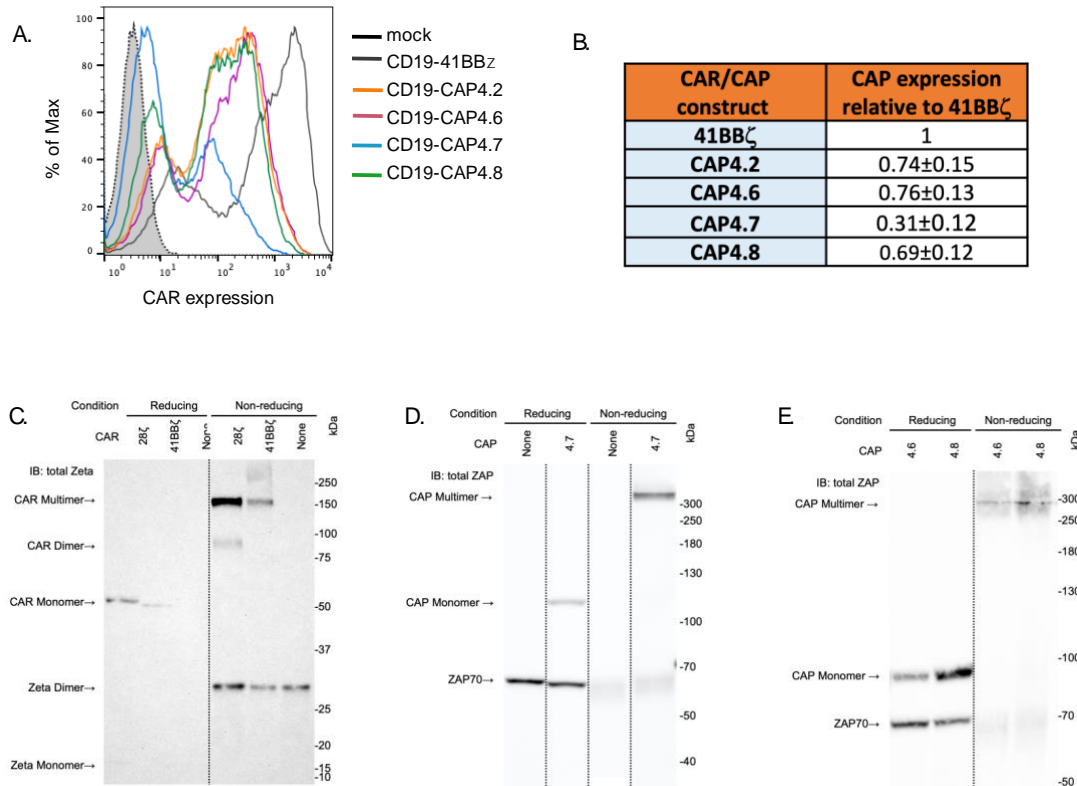 A.
% of Max
100
80
60
40
20
0
10^0 10^1 10^2 10^3 10^4
CAR expression
mock
CD19-41BBz
CD19-CAP4.2
CD19-CAP4.6
CD19-CAP4.7
CD19-CAP4.8
B.
CAR/CAP construct CAP expression relative to 41BBζ
41BBζ 1
CAP4.2 0.74±0.15
CAP4.6 0.76±0.13
CAP4.7 0.31±0.12
CAP4.8 0.69±0.12
C.
Condition Reducing Non-reducing
CAR 28ζ 41BBζ None 28ζ 41BBζ None kDa
IB: total Zeta
CAR Multimer→
CAR Dimer→
CAR Monomer→
Zeta Dimer→
Zeta Monomer→
-250
-150
-100
-75
-50
-37
-25
-20
-15
-10
D.
Condition Reducing Non-reducing
CAP None 4.7 None 4.7 kDa
IB: total ZAP
CAP Multimer →
CAP Monomer →
ZAP70→
-300
-250
-180
-130
-100
-70
-50
-40
E.
Condition Reducing Non-reducing
CAP 4.6 4.8 4.6 4.8 kDa
IB: total ZAP
CAP Multimer→
CAP Monomer→
ZAP70→
-300
-250
-180
-130
-100
-70
-50